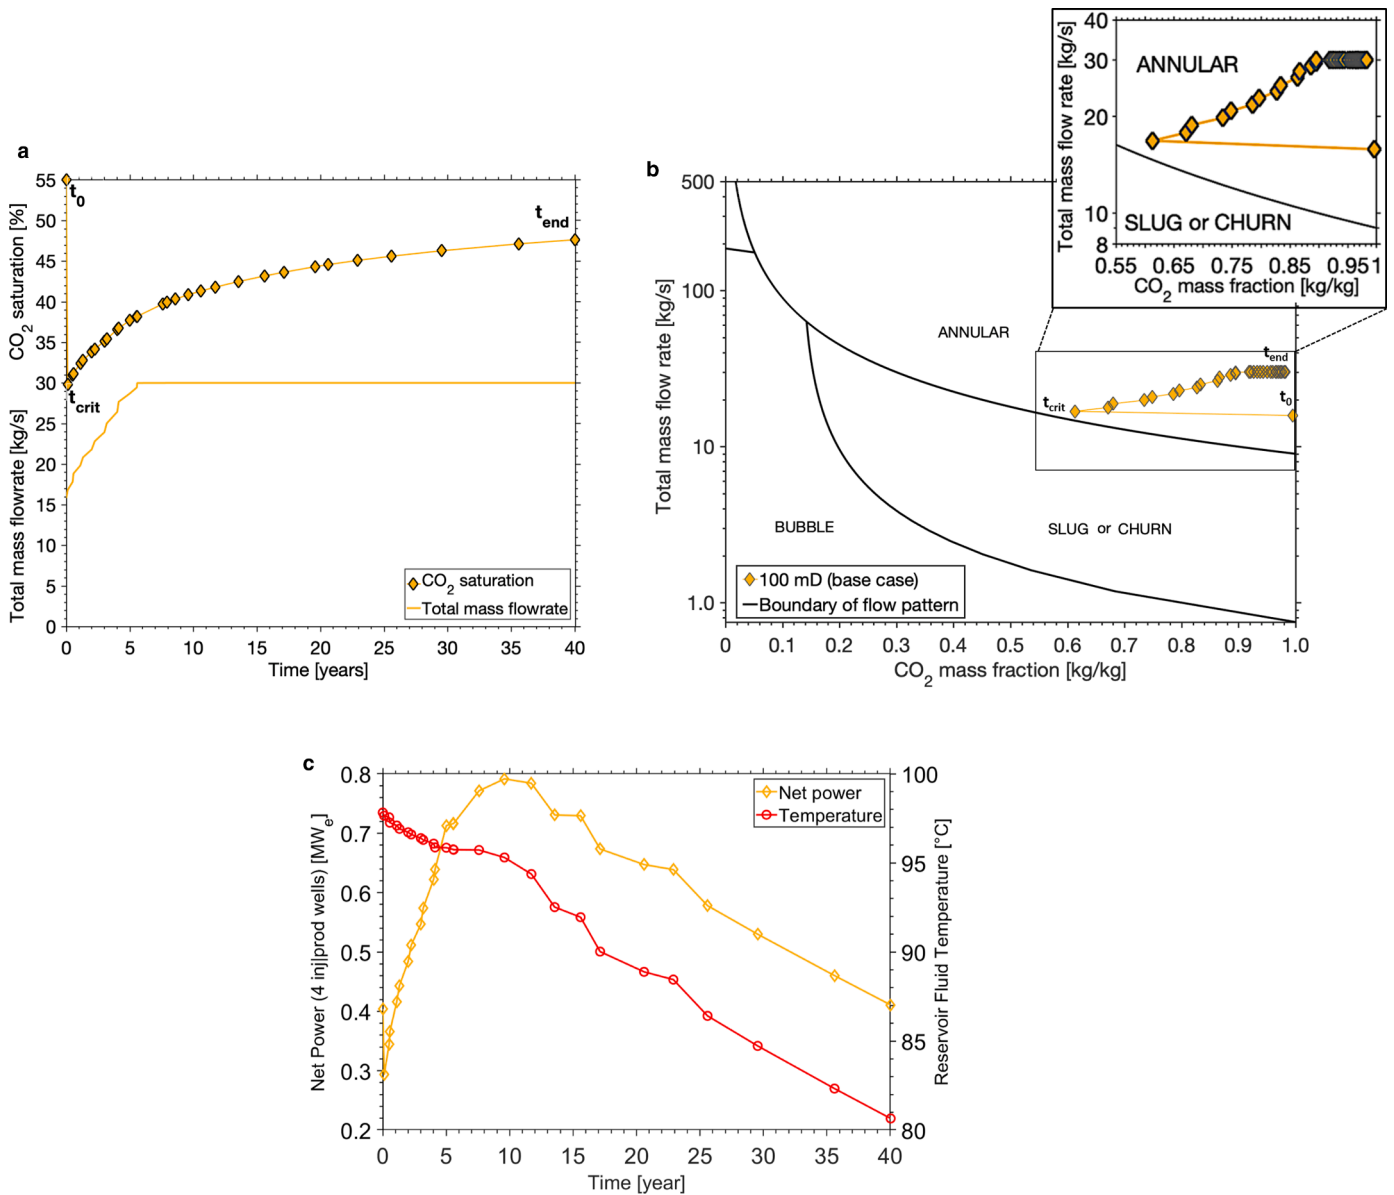 a
CO2 saturation [%]
Total mass flowrate [kg/s]
55
50
45
40
35
30
25
20
15
10
5
0
t0
tcrit
tend
CO2 saturation
Total mass flowrate
0 5 10 15 20 25 30 35 40
Time [years]
b
Total mass flow rate [kg/s]
500
100
10
1.0
ANNULAR
BUBBLE
SLUG or CHURN
tcrit
tend
t0
100 mD (base case)
Boundary of flow pattern
0 0.1 0.2 0.3 0.4 0.5 0.6 0.7 0.8 0.9 1.0
CO2 mass fraction [kg/kg]
Total mass flow rate [kg/s]
40
30
20
10
8
ANNULAR
SLUG or CHURN
0.55 0.65 0.75 0.85 0.95 1
CO2 mass fraction [kg/kg]
c
Net Power (4 inj|prod wells) [MWe]
0.8
0.7
0.6
0.5
0.4
0.3
0.2
Net power
Temperature
100
95
90
85
80
Reservoir Fluid Temperature [°C]
0 5 10 15 20 25 30 35 40
Time [year]